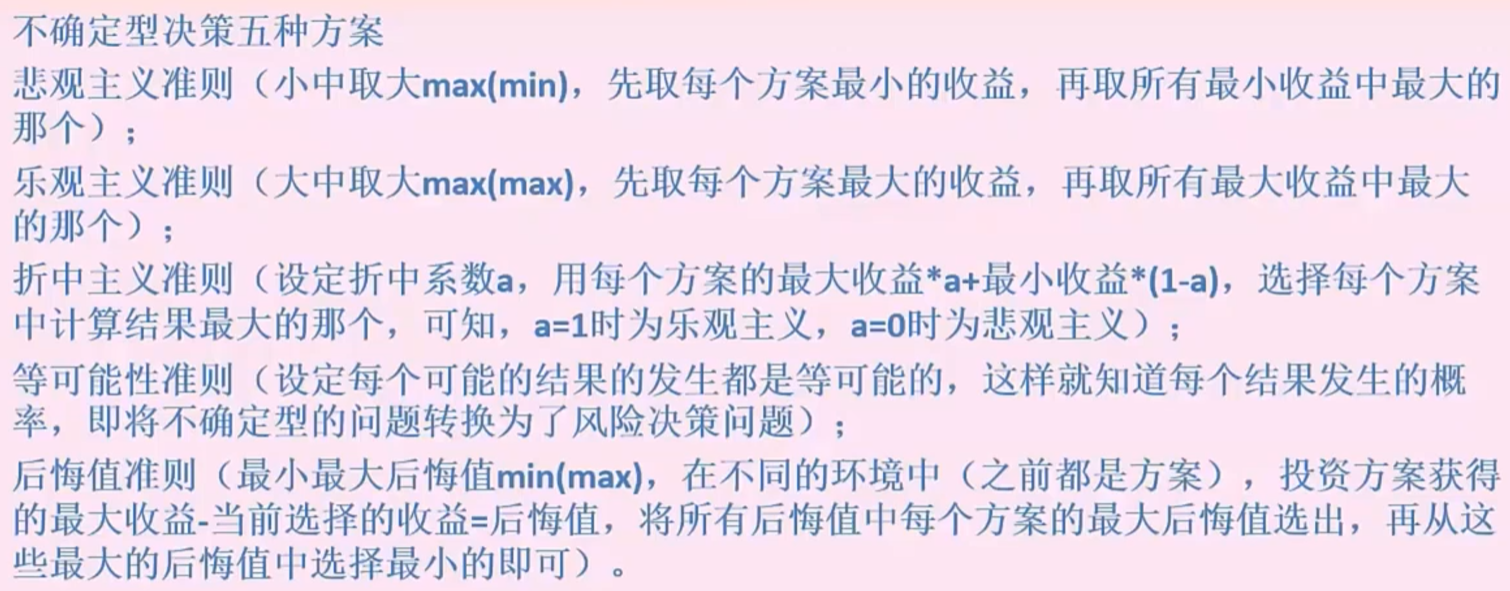 不确定型决策五种方案
悲观主义准则（小中取大max(min)，先取每个方案最小的收益，再取所有最小收益中最大的
那个）；
乐观主义准则（大中取大max(max)，先取每个方案最大的收益，再取所有最大收益中最大
的那个）；
折中主义准则（设定折中系数a，用每个方案的最大收益*a+最小收益*(1-a)，选择每个方案
中计算结果最大的那个，可知，a=1时为乐观主义，a=0时为悲观主义）；
等可能性准则（设定每个可能的结果的发生都是等可能的，这样就知道每个结果发生的概
率，即将不确定型的问题转换为了风险决策问题）；
后悔值准则（最小最大后悔值min(max)，在不同的环境中（之前都是方案），投资方案获得
的最大收益-当前选择的收益=后悔值，将所有后悔值中每个方案的最大后悔值选出，再从这
些最大的后悔值中选择最小的即可）。